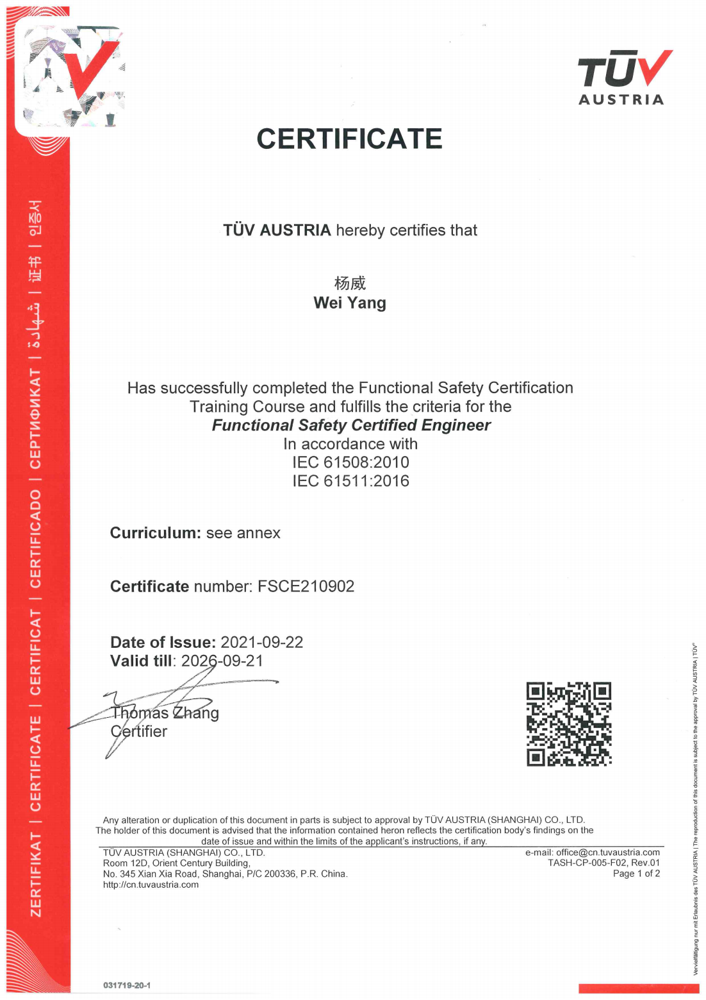 TÜV
AUSTRIA
CERTIFICATE
TÜV AUSTRIA hereby certifies that
杨威
Wei Yang
Has successfully completed the Functional Safety Certification
Training Course and fulfills the criteria for the
Functional Safety Certified Engineer
In accordance with
IEC 61508:2010
IEC 61511:2016
Curriculum: see annex
Certificate number: FSCE210902
Date of Issue: 2021-09-22
Valid till: 2026-09-21
Thomas Zhang
Certifier
Any alteration or duplication of this document in parts is subject to approval by TÜV AUSTRIA (SHANGHAI) CO., LTD.
The holder of this document is advised that the information contained heron reflects the certification body's findings on the
date of issue and within the limits of the applicant's instructions, if any.
TÜV AUSTRIA (SHANGHAI) CO., LTD.
Room 12D, Orient Century Building,
No. 345 Xian Xia Road, Shanghai, P/C 200336, P.R. China.
http://cn.tuvaustria.com
e-mail: office@cn.tuvaustria.com
TASH-CP-005-F02, Rev.01
Page 1 of 2
031719-20-1
ZERTIFIKAT | CERTIFICATE | CERTIFICAT | CERTIFICADO | СЕРТИФИКАТ | شهادة | 证书 | 인증서
Vervielfältigung nur mit Erlaubnis des TÜV AUSTRIA | The reproduction of this document is subject to the approval by TÜV AUSTRIA | TÜV®